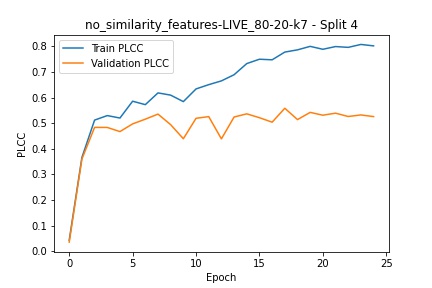 no_similarity_features-LIVE_80-20-k7 - Split 4
Train PLCC
Validation PLCC
PLCC
0.8
0.7
0.6
0.5
0.4
0.3
0.2
0.1
0.0
0 5 10 15 20 25
Epoch